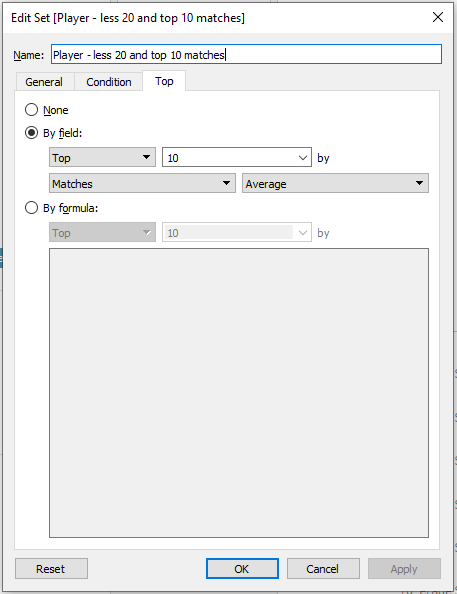 Edit Set [Player - less 20 and top 10 matches]
Name: Player - less 20 and top 10 matches
General Condition Top
None
By field:
Top 10 by
Matches Average
By formula:
Top 10 by
Reset OK Cancel Apply